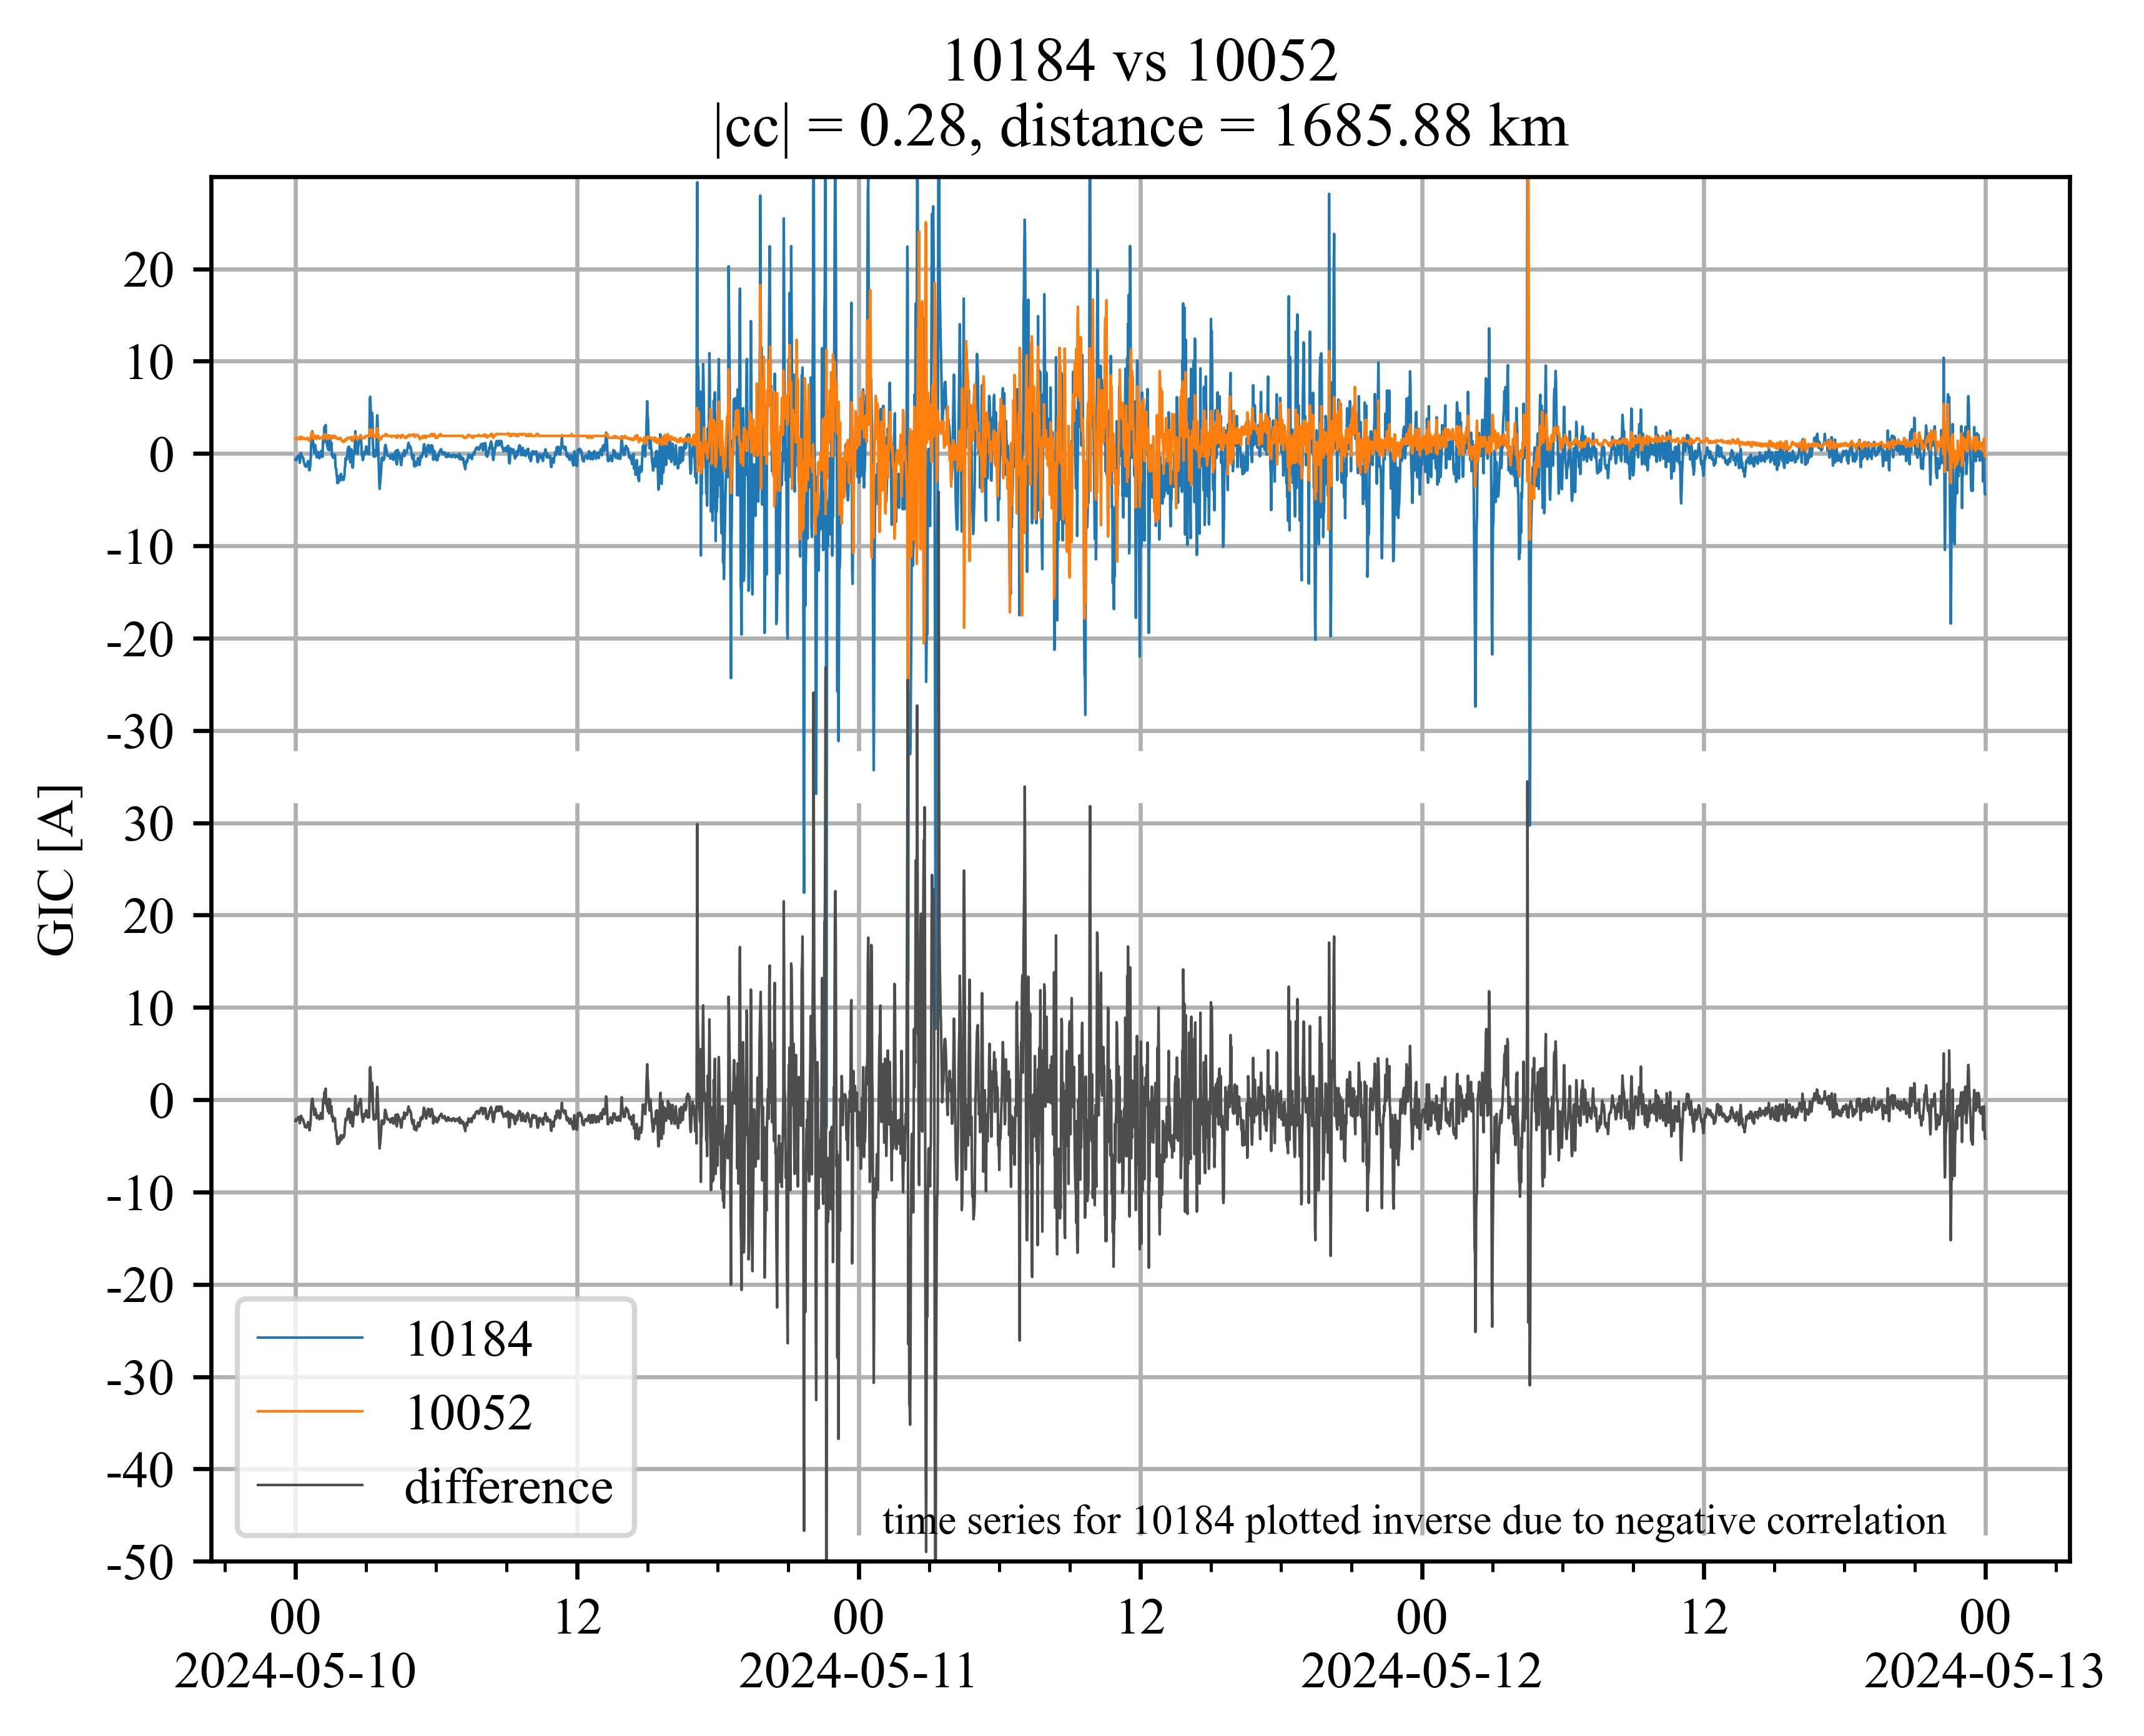 10184 vs 10052
|cc| = 0.28, distance = 1685.88 km
20
10
0
-10
-20
-30
30
20
10
0
-10
-20
-30
-40
-50
GIC [A]
10184
10052
difference
time series for 10184 plotted inverse due to negative correlation
00 12 00 12 00 12 00
2024-05-10 2024-05-11 2024-05-12 2024-05-13